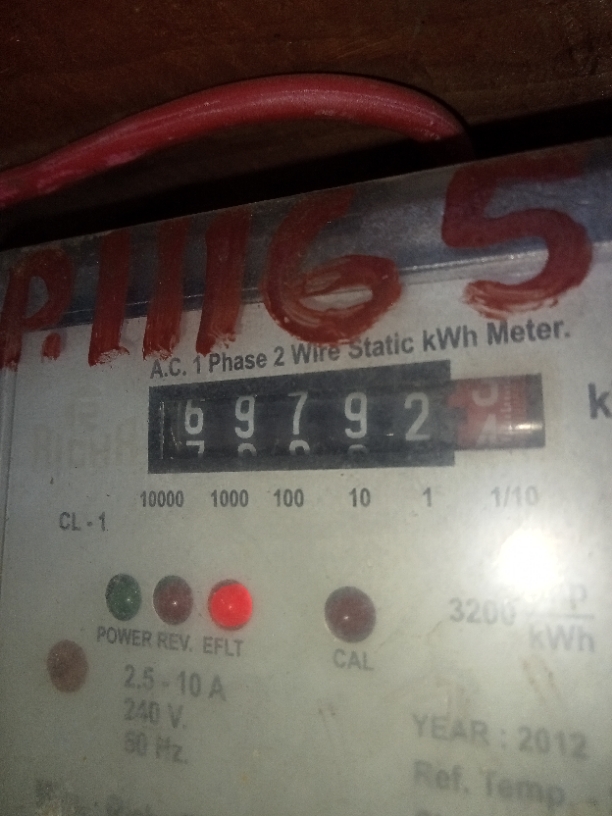 P.11165
A.C. 1 Phase 2 Wire Static kWh Meter.
69792
k
10000 1000 100 10 1 1/10
CL - 1
POWER REV. EFLT
CAL
3200
kWh
2.5 - 10 A
240 V.
50 Hz.
YEAR : 2012
Ref. Temp. -